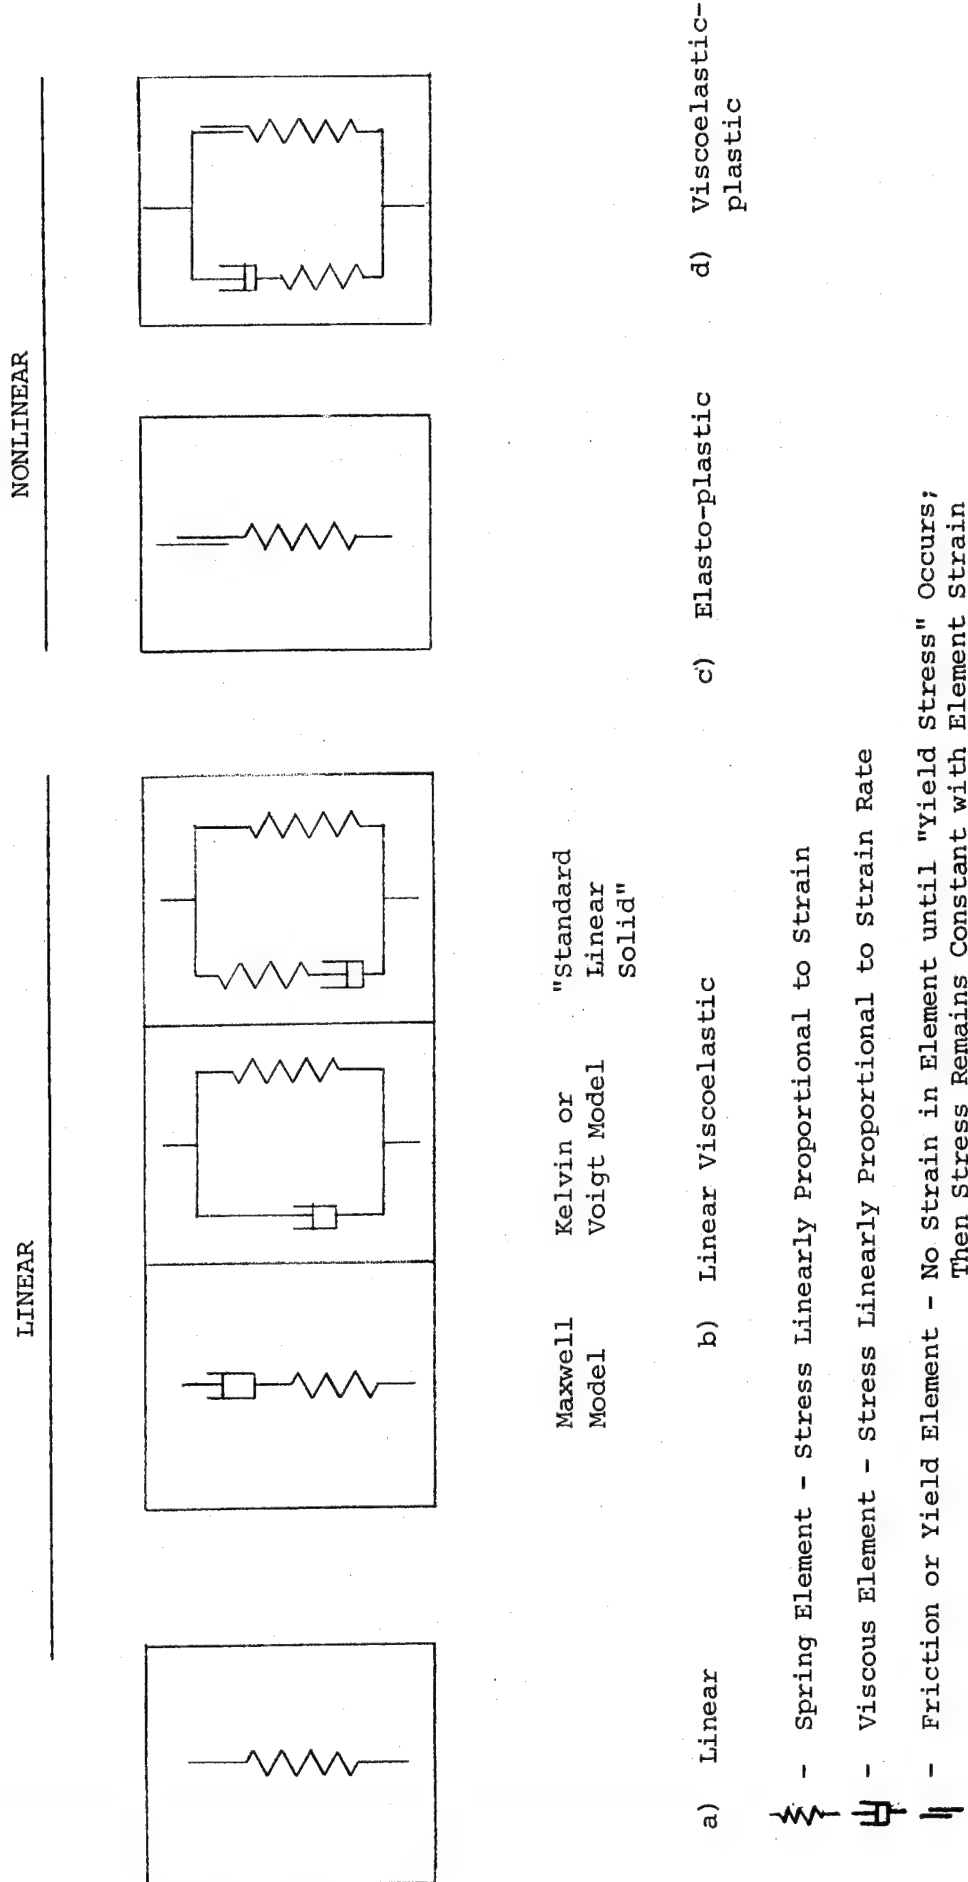 LINEAR
NONLINEAR
Maxwell
Model
Kelvin or
Voigt Model
"Standard
Linear
Solid"
a) Linear
b) Linear Viscoelastic
c) Elasto-plastic
d) Viscoelastic-
plastic
- Spring Element - Stress Linearly Proportional to Strain
- Viscous Element - Stress Linearly Proportional to Strain Rate
- Friction or Yield Element - No Strain in Element until "Yield Stress" Occurs;
Then Stress Remains Constant with Element Strain